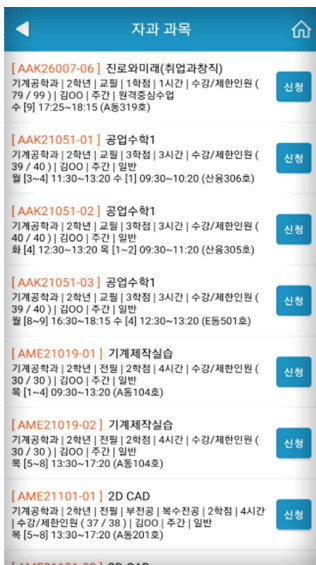 자과 과목
[ AAK26007-06 ] 진로와미래(취업과창직)
기계공학과 | 2학년 | 교필 | 1학점 | 1시간 | 수강/제한인원 (
79 / 99 ) | 김OO | 주간 | 원격중심수업
수 [9] 17:25~18:15 (A동319호)
신청
[ AAK21051-01 ] 공업수학1
기계공학과 | 2학년 | 교필 | 3학점 | 3시간 | 수강/제한인원 (
39 / 40 ) | 김OO | 주간 | 일반
월 [3~4] 11:30~13:20 수 [1] 09:30~10:20 (산융306호)
신청
[ AAK21051-02 ] 공업수학1
기계공학과 | 2학년 | 교필 | 3학점 | 3시간 | 수강/제한인원 (
40 / 40 ) | 김OO | 주간 | 일반
화 [4] 12:30~13:20 목 [1~2] 09:30~11:20 (산융305호)
신청
[ AAK21051-03 ] 공업수학1
기계공학과 | 2학년 | 교필 | 3학점 | 3시간 | 수강/제한인원 (
39 / 40 ) | 김OO | 주간 | 일반
월 [8~9] 16:30~18:15 수 [4] 12:30~13:20 (E동501호)
신청
[ AME21019-01 ] 기계제작실습
기계공학과 | 2학년 | 전필 | 2학점 | 4시간 | 수강/제한인원 (
30 / 30 ) | 김OO | 주간 | 일반
목 [1~4] 09:30~13:20 (A동104호)
신청
[ AME21019-02 ] 기계제작실습
기계공학과 | 2학년 | 전필 | 2학점 | 4시간 | 수강/제한인원 (
30 / 30 ) | 김OO | 주간 | 일반
목 [5~8] 13:30~17:20 (A동104호)
신청
[ AME21101-01 ] 2D CAD
기계공학과 | 2학년 | 전필 | 부전공 | 복수전공 | 2학점 | 4시간
| 수강/제한인원 ( 37 / 38 ) | 김OO | 주간 | 일반
목 [5~8] 13:30~17:20 (A동201호)
신청